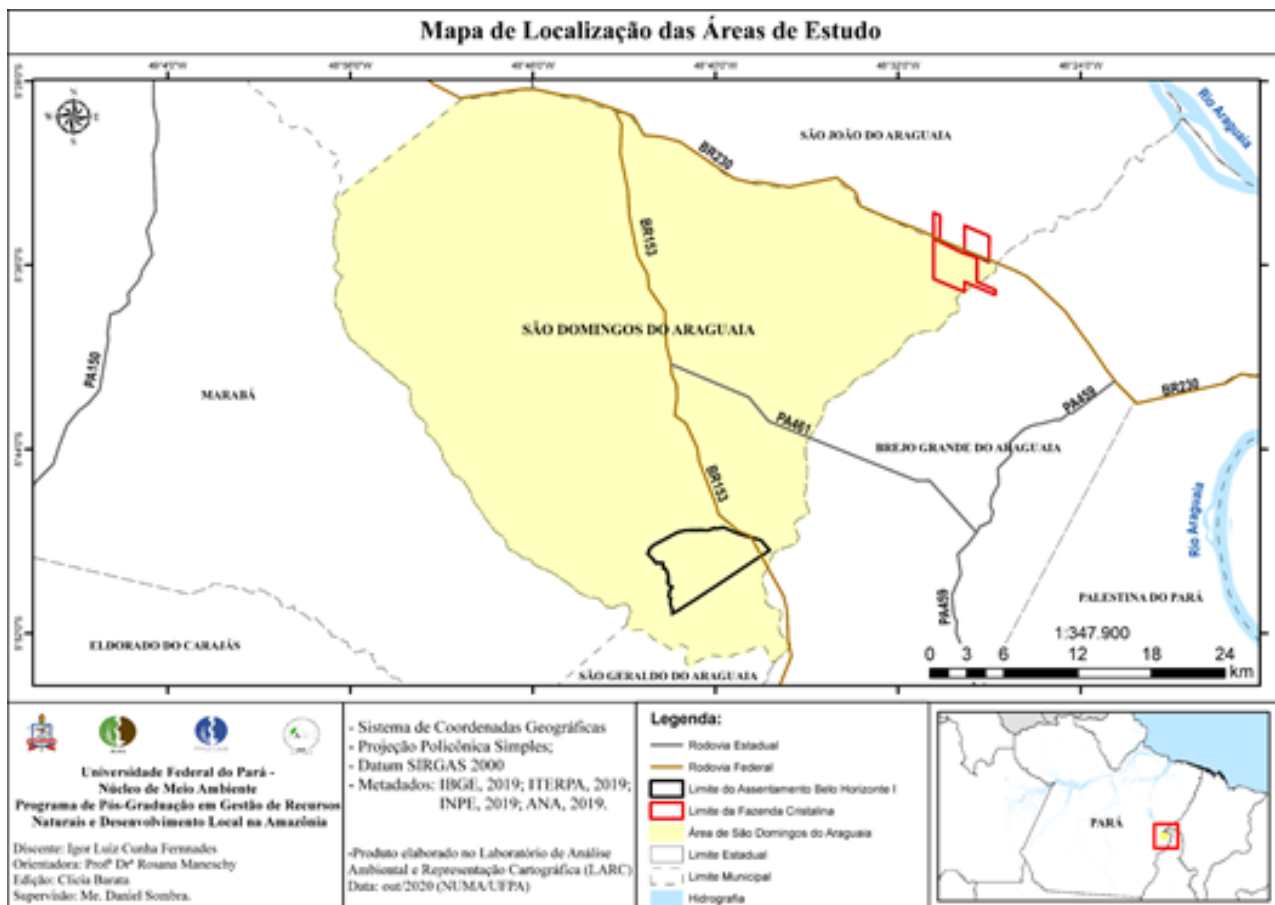 Mapa de Localização das Áreas de Estudo
SÃO JOÃO DO ARAGUAIA
Rio Araguaia
BR230
BR153
SÃO DOMINGOS DO ARAGUAIA
PA150
MARABÁ
PA461
PA459
BR230
BREJO GRANDE DO ARAGUAIA
BR153
Rio Araguaia
PA459
PALESTINA DO PARÁ
ELDORADO DO CARAJÁS
SÃO GERALDO DO ARAGUAIA
1:347.900
0 3 6 12 18 24
km
Universidade Federal do Pará -
Núcleo de Meio Ambiente
Programa de Pós-Graduação em Gestão de Recursos
Naturais e Desenvolvimento Local na Amazônia
Discente: Igor Luiz Cunha Fernnades
Orientadora: Profª Drª Rosana Maneschy
Edição: Clicia Barata
Supervisão: Me. Daniel Sombra.
- Sistema de Coordenadas Geográficas
- Projeção Policônica Simples;
- Datum SIRGAS 2000
- Metadados: IBGE, 2019; ITERPA, 2019;
INPE, 2019; ANA, 2019.
-Produto elaborado no Laboratório de Análise
Ambiental e Representação Cartográfica (LARC)
Data: out/2020 (NUMA/UFPA)
Legenda:
Rodovia Estadual
Rodovia Federal
Limite do Assentamento Belo Horizonte I
Limite da Fazenda Cristalina
Área de São Domingos do Araguaia
Limite Estadual
Limite Municipal
Hidrografia
PARÁ